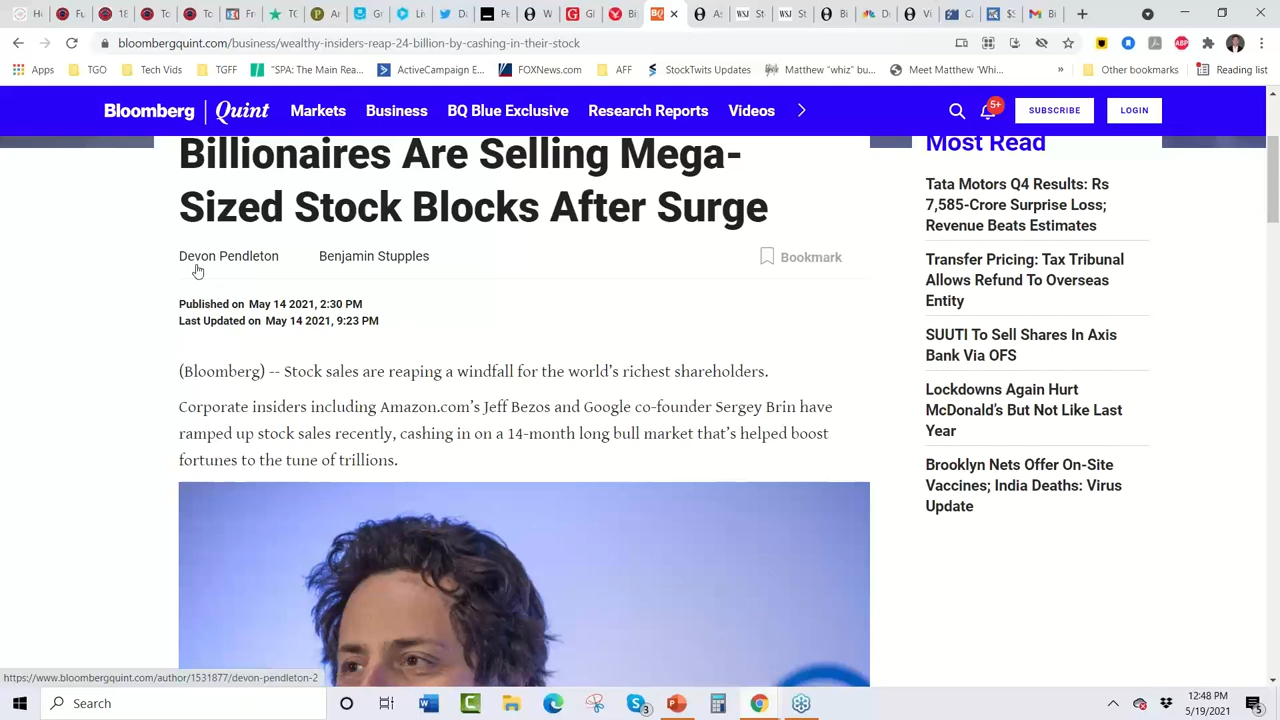 bloombergquint.com/business/wealthy-insiders-reap-24-billion-by-cashing-in-their-stock
Apps TGO Tech Vids TGFF "SPA: The Main Rea... ActiveCampaign E... FOXNews.com AFF StockTwits Updates Matthew "whiz" bu... Meet Matthew 'Whi... » Other bookmarks Reading list
Bloomberg | Quint Markets Business BQ Blue Exclusive Research Reports Videos 5+ SUBSCRIBE LOGIN
Billionaires Are Selling Mega-
Sized Stock Blocks After Surge
Devon Pendleton Benjamin Stupples Bookmark
Published on May 14 2021, 2:30 PM
Last Updated on May 14 2021, 9:23 PM
(Bloomberg) -- Stock sales are reaping a windfall for the world's richest shareholders.
Corporate insiders including Amazon.com's Jeff Bezos and Google co-founder Sergey Brin have
ramped up stock sales recently, cashing in on a 14-month long bull market that's helped boost
fortunes to the tune of trillions.
Most Read
Tata Motors Q4 Results: Rs
7,585-Crore Surprise Loss;
Revenue Beats Estimates
Transfer Pricing: Tax Tribunal
Allows Refund To Overseas
Entity
SUUTI To Sell Shares In Axis
Bank Via OFS
Lockdowns Again Hurt
McDonald's But Not Like Last
Year
Brooklyn Nets Offer On-Site
Vaccines; India Deaths: Virus
Update
https://www.bloombergquint.com/author/1531877/devon-pendleton-2
Search
12:48 PM
5/19/2021